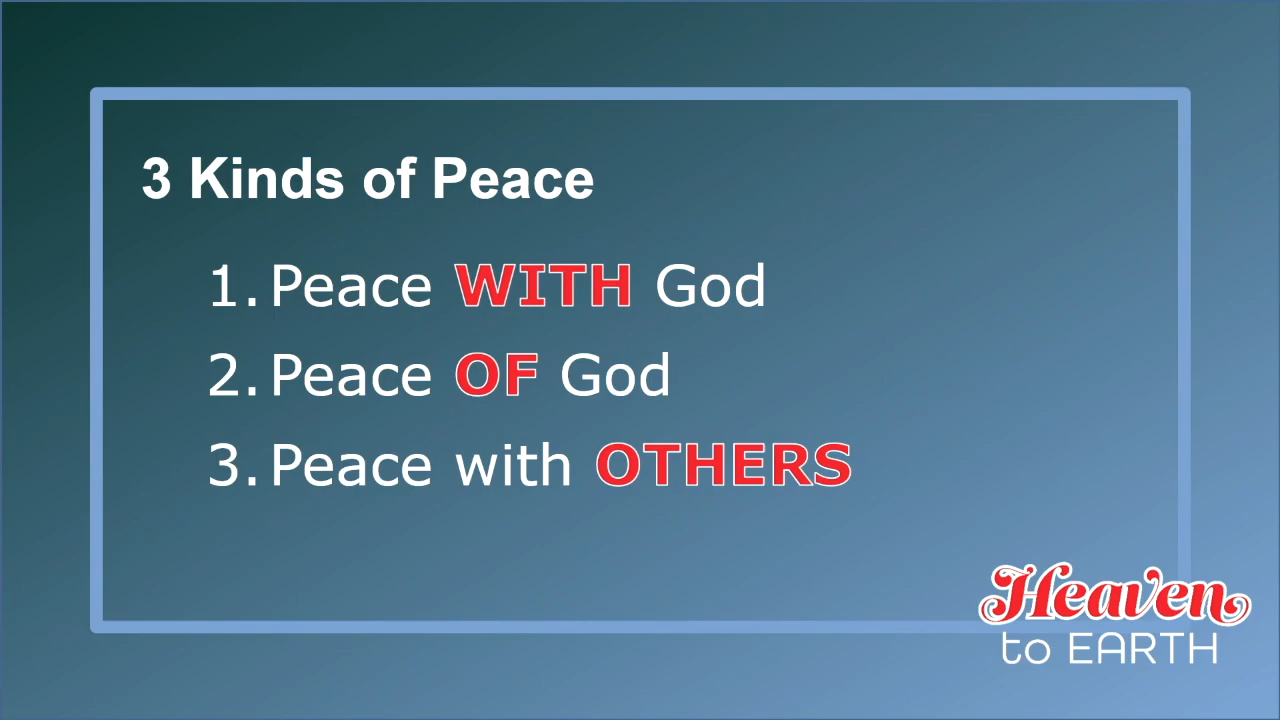 3 Kinds of Peace
1. Peace WITH God
2. Peace OF God
3. Peace with OTHERS
Heaven
to EARTH